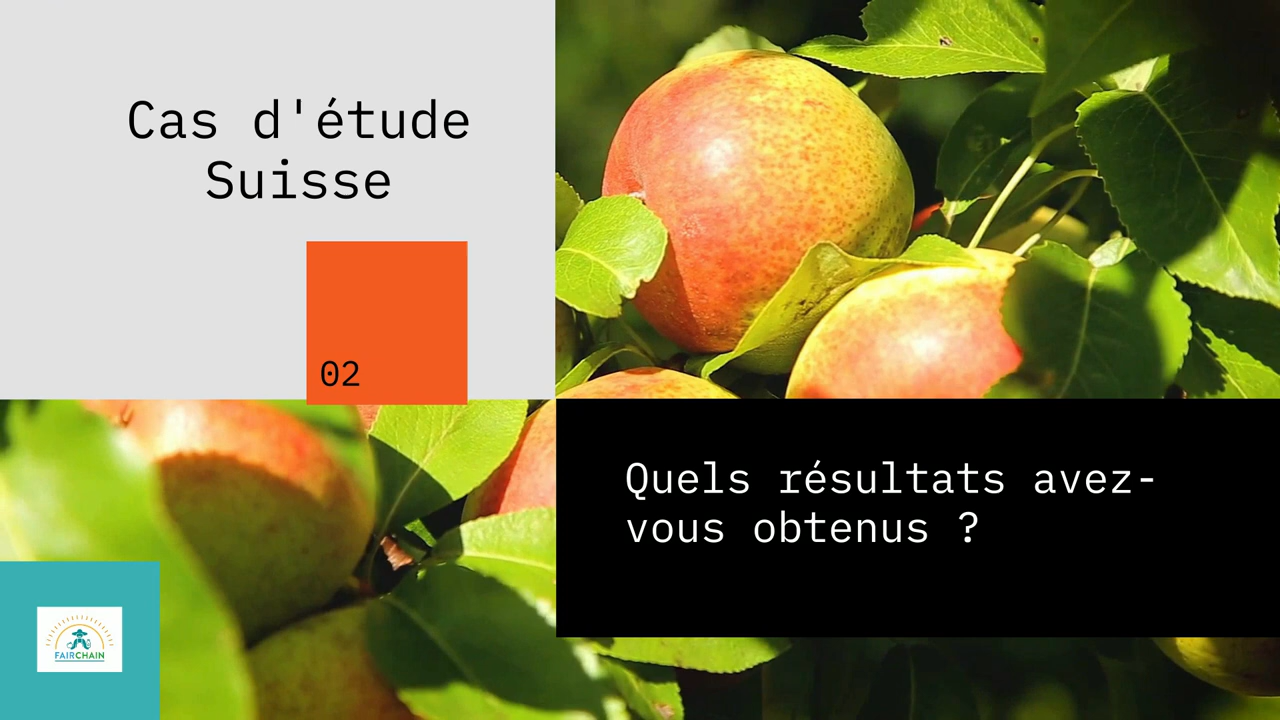 Cas d'étude
Suisse
02
Quels résultats avez-
vous obtenus ?
FAIRCHAIN